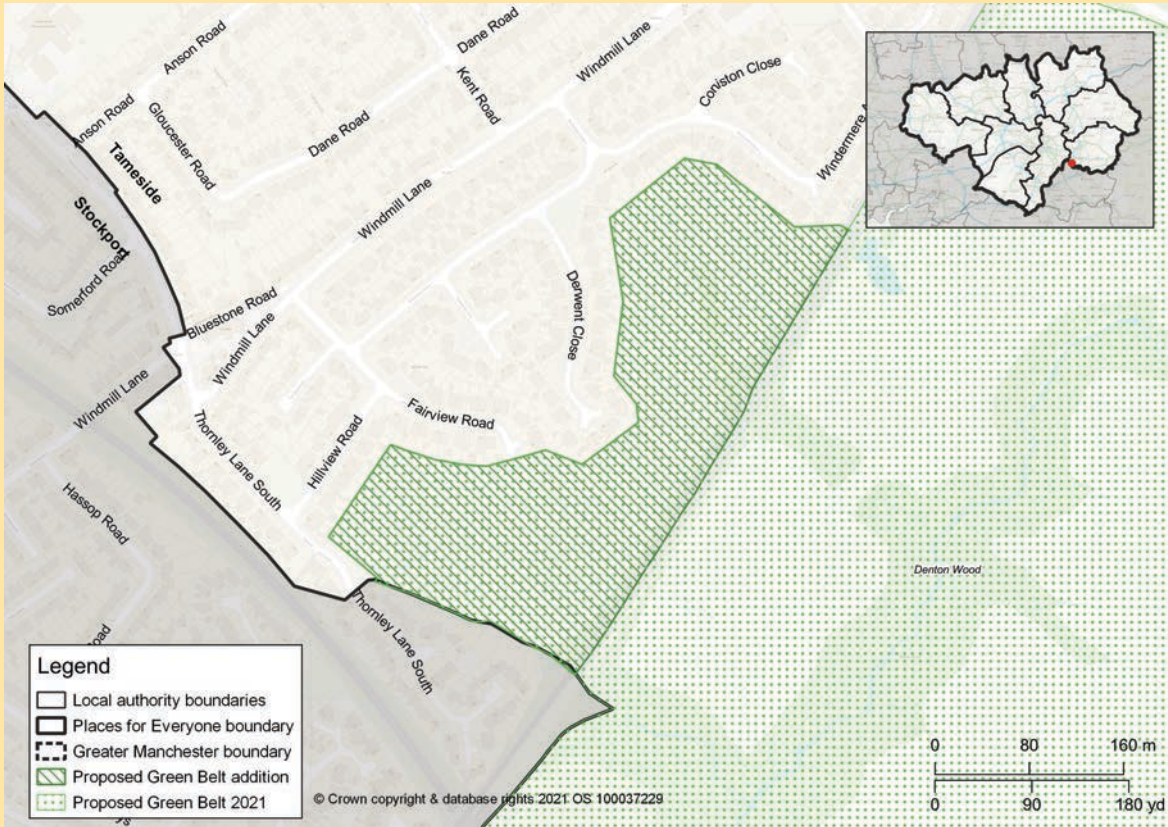 Anson Road
Dane Road
Windmill Lane
Kent Road
Coniston Close
Anson Road
Gloucester Road
Dane Road
Windermere
Tameside
Stockport
Windmill Lane
Somerford Road
Bluestone Road
Windmill Lane
Derwent Close
Windmill Lane
Fairview Road
Thornley Lane South
Hillview Road
Hassop Road
Denton Wood
Thornley Lane South
Legend
Local authority boundaries
Places for Everyone boundary
Greater Manchester boundary
Proposed Green Belt addition
Proposed Green Belt 2021
© Crown copyright & database rights 2021 OS 100037229
0 80 160 m
0 90 180 yd